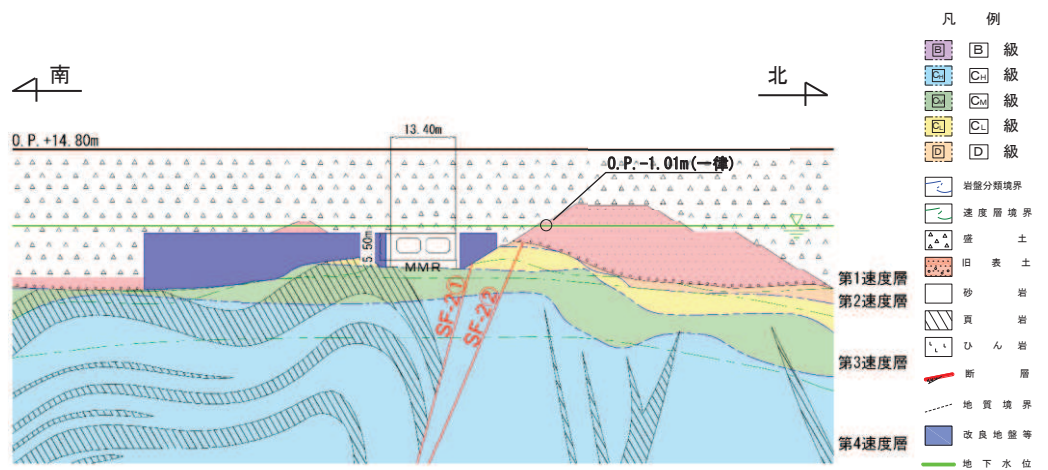 南
北
O.P.+14.80m
13.40m
O.P.-1.01m(一律)
5.50m
MMR
SF-2(1)
SF-2(2)
第1速度層
第2速度層
第3速度層
第4速度層
凡 例
B B 級
CH CH 級
CM CM 級
CL CL 級
D D 級
岩盤分類境界
速度層境界
盛 土
旧 表 土
砂 岩
頁 岩
ひ ん 岩
断 層
地 質 境 界
改 良 地 盤 等
地 下 水 位